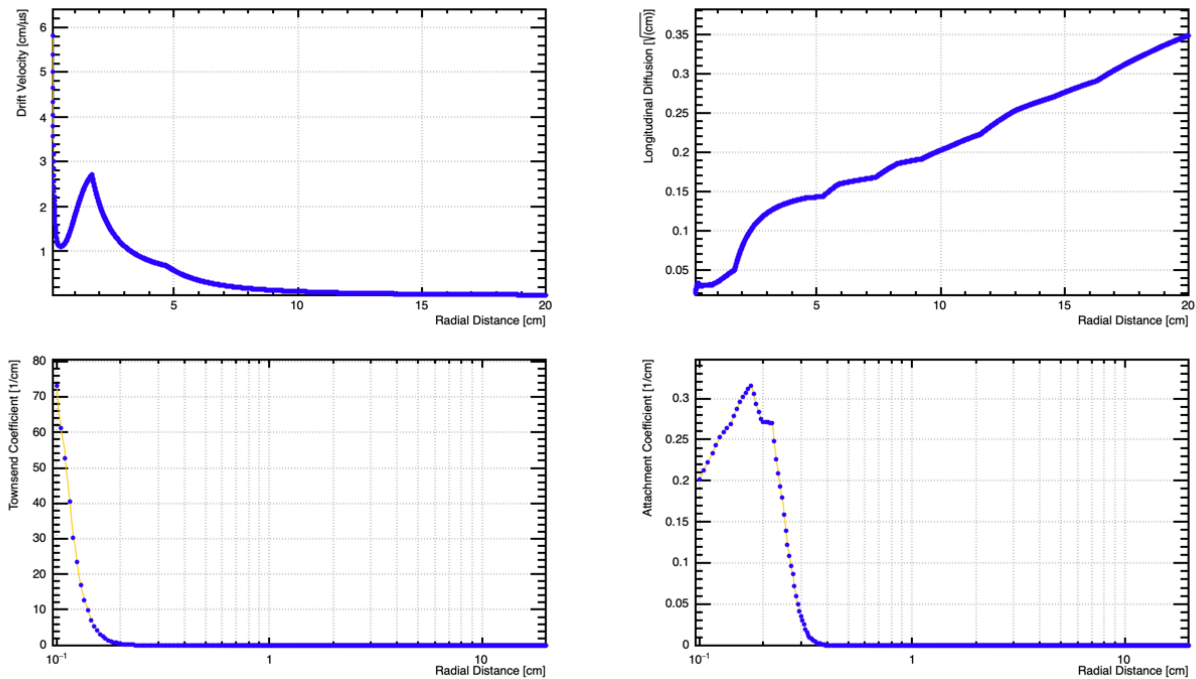 Drift Velocity [cm/μs]
6
5
4
3
2
1
5 10 15 20
Radial Distance [cm]
Longitudinal Diffusion [√(cm)]
0.35
0.3
0.25
0.2
0.15
0.1
0.05
5 10 15 20
Radial Distance [cm]
Townsend Coefficient [1/cm]
80
70
60
50
40
30
20
10
0
10⁻¹ 1 10
Radial Distance [cm]
Attachment Coefficient [1/cm]
0.3
0.25
0.2
0.15
0.1
0.05
0
10⁻¹ 1 10
Radial Distance [cm]